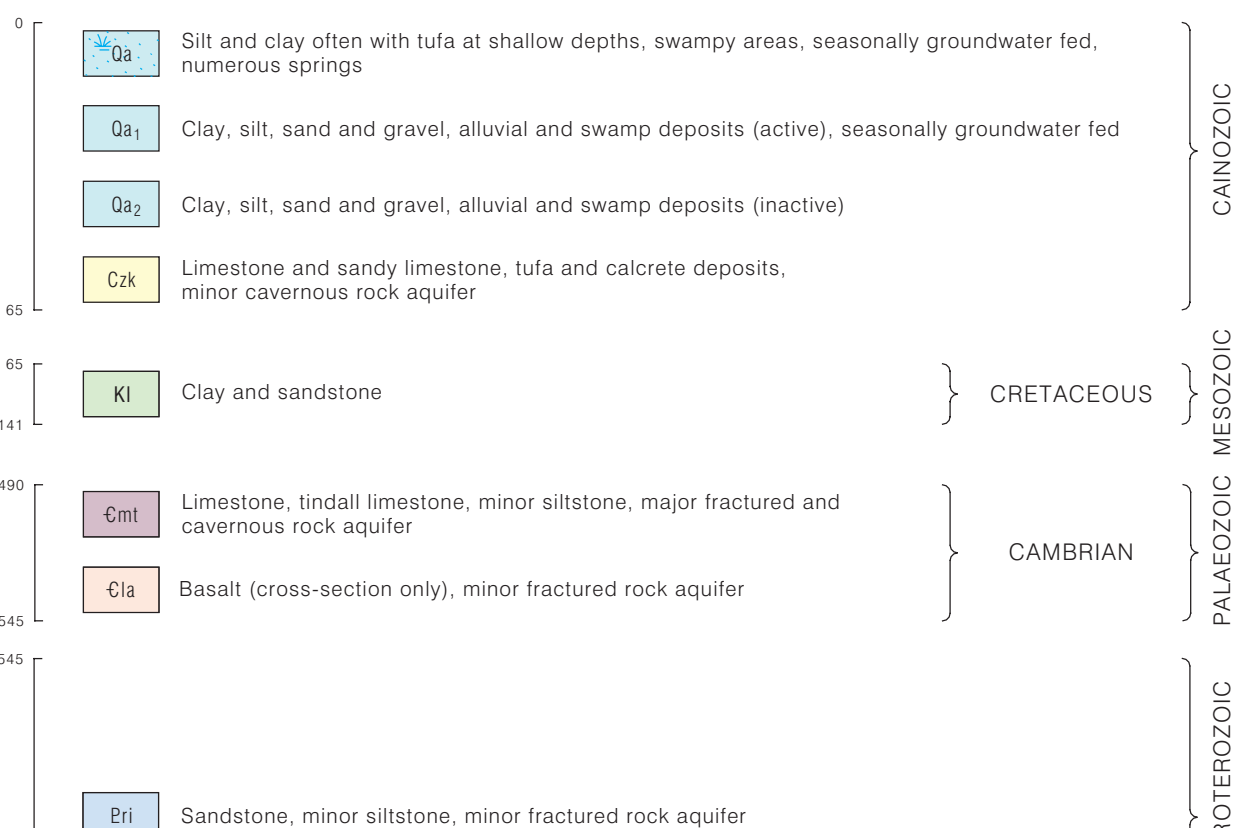 0
Qa
Silt and clay often with tufa at shallow depths, swampy areas, seasonally groundwater fed,
numerous springs
Qa₁
Clay, silt, sand and gravel, alluvial and swamp deposits (active), seasonally groundwater fed
Qa₂
Clay, silt, sand and gravel, alluvial and swamp deposits (inactive)
Czk
Limestone and sandy limestone, tufa and calcrete deposits,
minor cavernous rock aquifer
65
CAINOZOIC
65
Kl
Clay and sandstone
141
CRETACEOUS
MESOZOIC
490
Ꞓmt
Limestone, tindall limestone, minor siltstone, major fractured and
cavernous rock aquifer
Ꞓla
Basalt (cross-section only), minor fractured rock aquifer
545
CAMBRIAN
PALAEOZOIC
545
Pri
Sandstone, minor siltstone, minor fractured rock aquifer
ROTEROZOIC